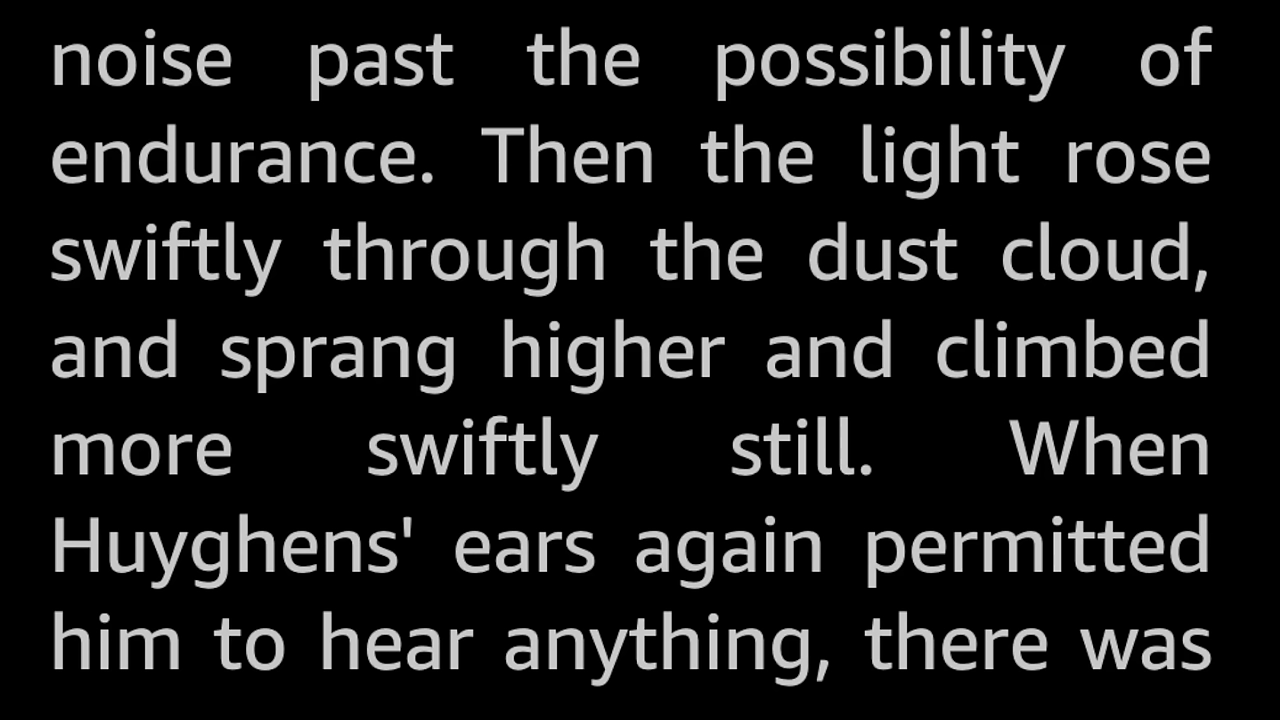 noise past the possibility of
endurance. Then the light rose
swiftly through the dust cloud,
and sprang higher and climbed
more swiftly still. When
Huyghens' ears again permitted
him to hear anything, there was